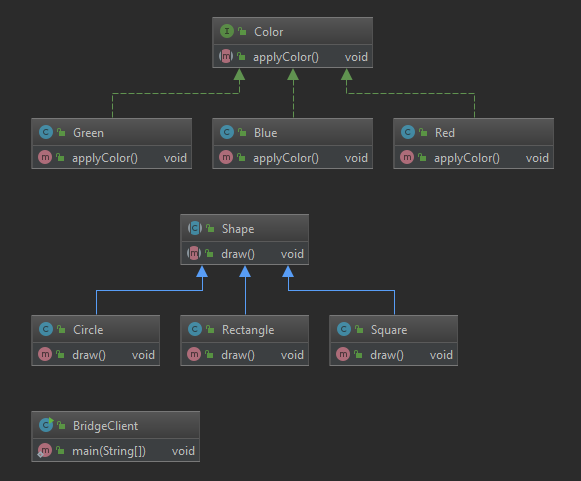 Color
applyColor() void
Green Blue Red
applyColor() void applyColor() void applyColor() void
Shape
draw() void
Circle Rectangle Square
draw() void draw() void draw() void
BridgeClient
main(String[]) void